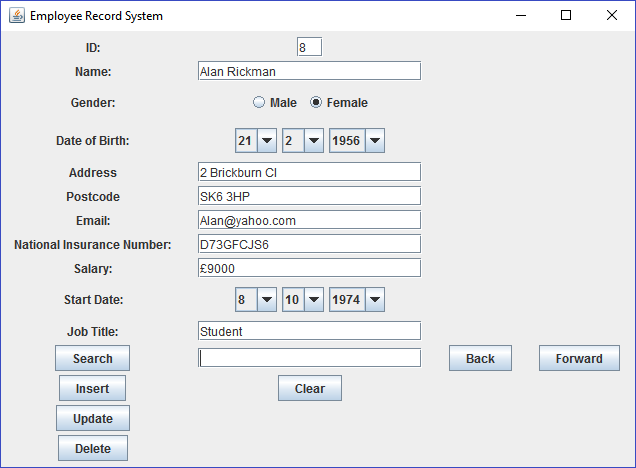 Employee Record System
ID: 8
Name: Alan Rickman
Gender: Male Female
Date of Birth: 21 2 1956
Address 2 Brickburn Cl
Postcode SK6 3HP
Email: Alan@yahoo.com
National Insurance Number: D73GFCJS6
Salary: £9000
Start Date: 8 10 1974
Job Title: Student
Search Back Forward
Insert Clear
Update
Delete